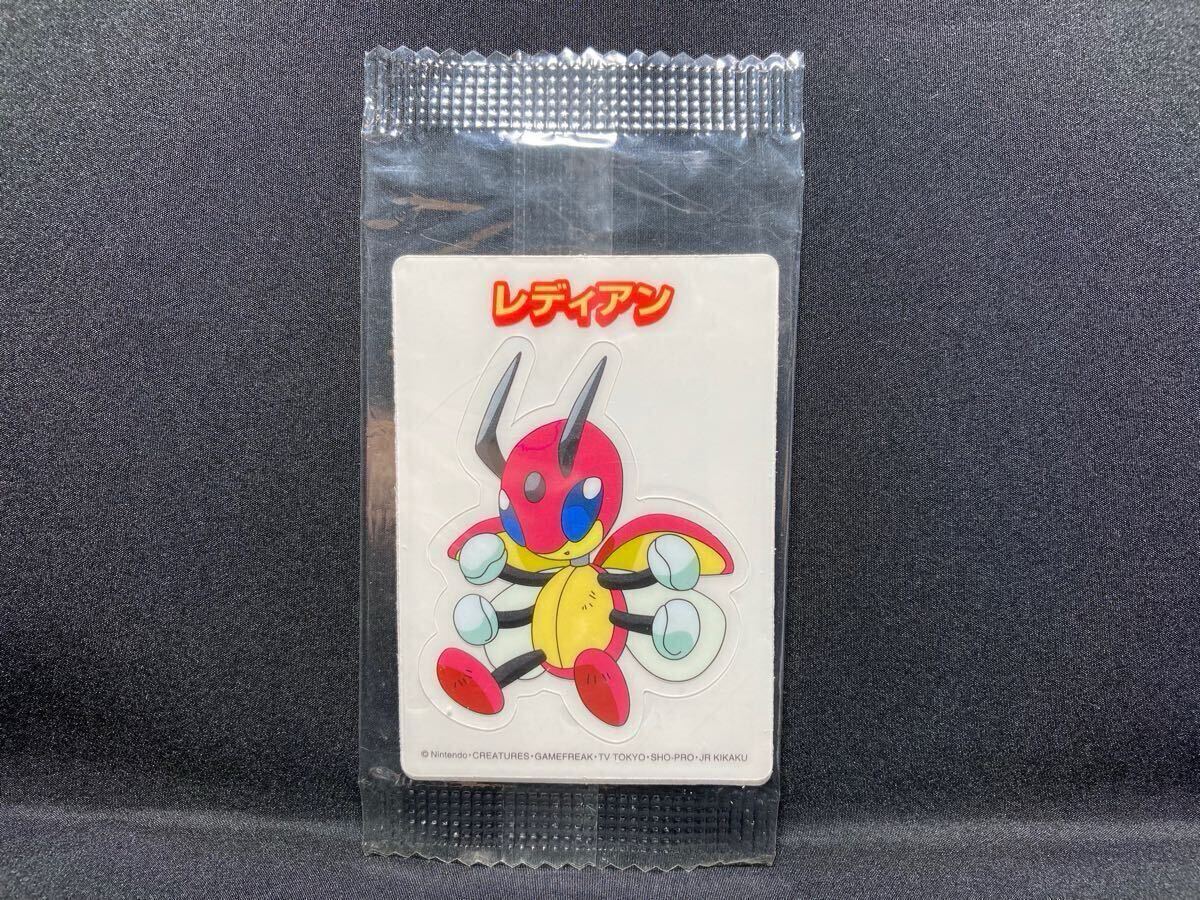 レディアン
© Nintendo・CREATURES・GAMEFREAK・TV TOKYO・SHO-PRO・JR KIKAKU